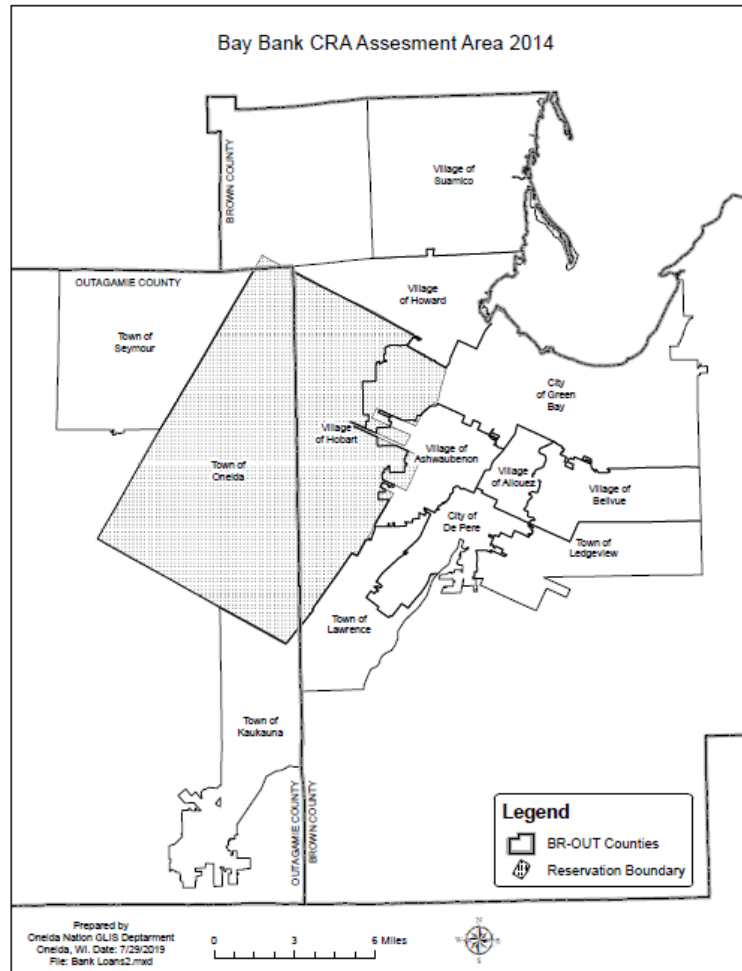 Bay Bank CRA Assesment Area 2014
BROWN COUNTY
Village of
Suamico
OUTAGAMIE COUNTY
Village
of Howard
Town of
Seymour
City
of Green
Bay
Village
of Hobart
Village of
Ashwaubenon
Town of
Oneida
Village
of Allouez
Village of
Bellvue
City of
De Pere
Town of
Ledgeview
Town of
Lawrence
Town of
Kaukauna
OUTAGAMIE COUNTY
BROWN COUNTY
Legend
BR-OUT Counties
Reservation Boundary
Prepared by
Oneida Nation GLIS Deptarment
Oneida, WI. Date: 7/29/2019
File: Bank Loans2.mxd
0 3 6 Miles
N
W E
S